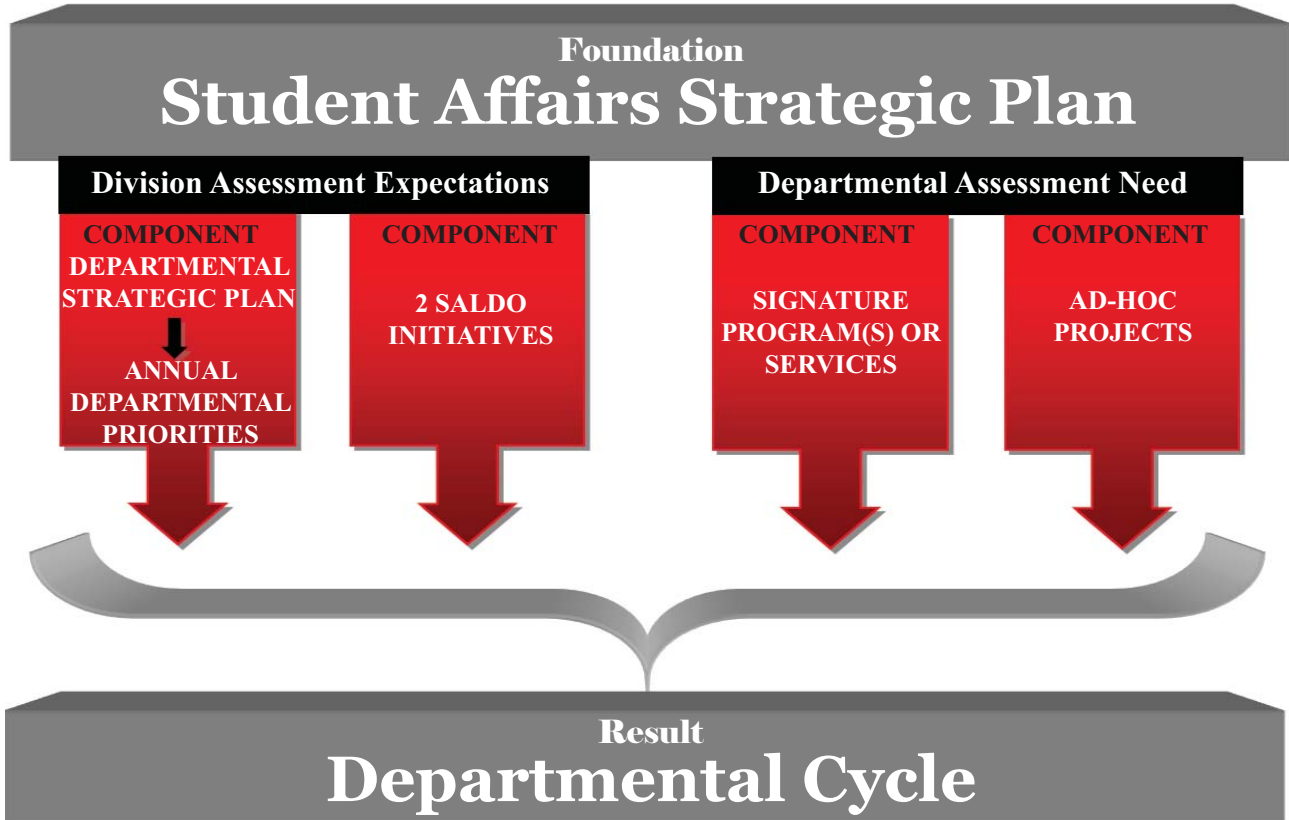 Foundation
Student Affairs Strategic Plan
Division Assessment Expectations
COMPONENT
DEPARTMENTAL
STRATEGIC PLAN
ANNUAL
DEPARTMENTAL
PRIORITIES
COMPONENT
2 SALDO
INITIATIVES
Departmental Assessment Need
COMPONENT
SIGNATURE
PROGRAM(S) OR
SERVICES
COMPONENT
AD-HOC
PROJECTS
Result
Departmental Cycle